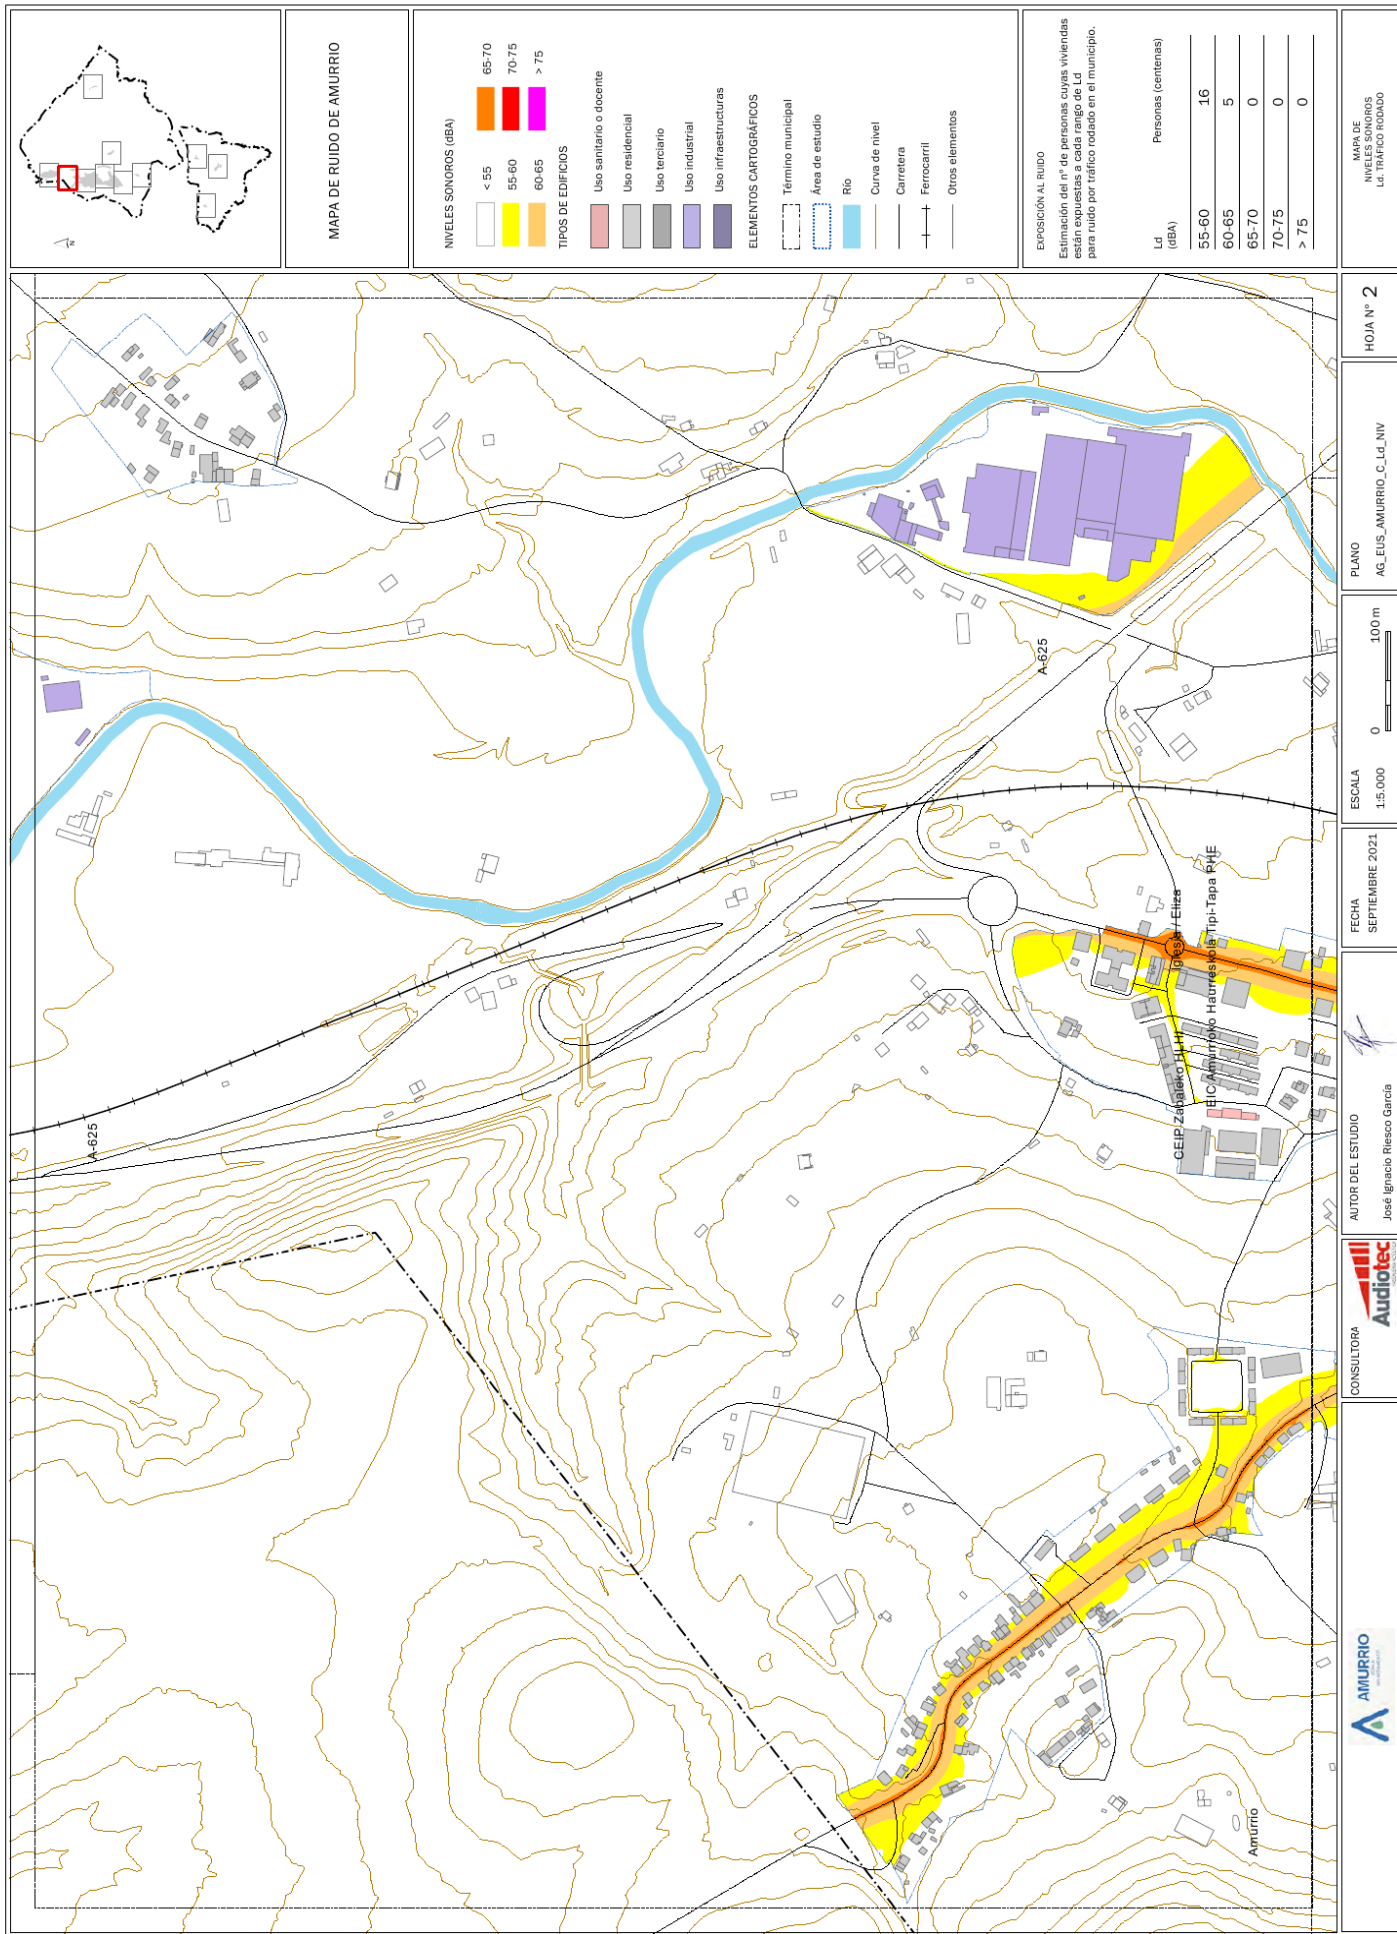 MAPA DE RUIDO DE AMURRIO
NIVELES SONOROS (dBA)
< 55
55-60
60-65
65-70
70-75
> 75
TIPOS DE EDIFICIOS
Uso sanitario o docente
Uso residencial
Uso terciario
Uso industrial
Uso infraestructuras
ELEMENTOS CARTOGRÁFICOS
Término municipal
Área de estudio
Río
Curva de nivel
Carretera
Ferrocarril
Otros elementos
EXPOSICIÓN AL RUIDO
Estimación del nº de personas cuyas viviendas
están expuestas a cada rango de Ld
para ruido por tráfico rodado en el municipio.
Ld
(dBA)
Personas (centenas)
55-60 16
60-65 5
65-70 0
70-75 0
> 75 0
MAPA DE
NIVELES SONOROS
Ld. TRÁFICO RODADO
N
A-625
A-625
Iglesia / Eliza
EIC Amurrioko Haurreskola Tipi-Tapa PHE
CEIP Zabaleko HLHI
Amurrio
AMURRIO
CONSULTORA
Audiotec
AUTOR DEL ESTUDIO
José Ignacio Riesco García
FECHA
SEPTIEMBRE 2021
ESCALA
1:5.000
0 100 m
PLANO
AG_EUS_AMURRIO_C_Ld_NIV
HOJA Nº 2